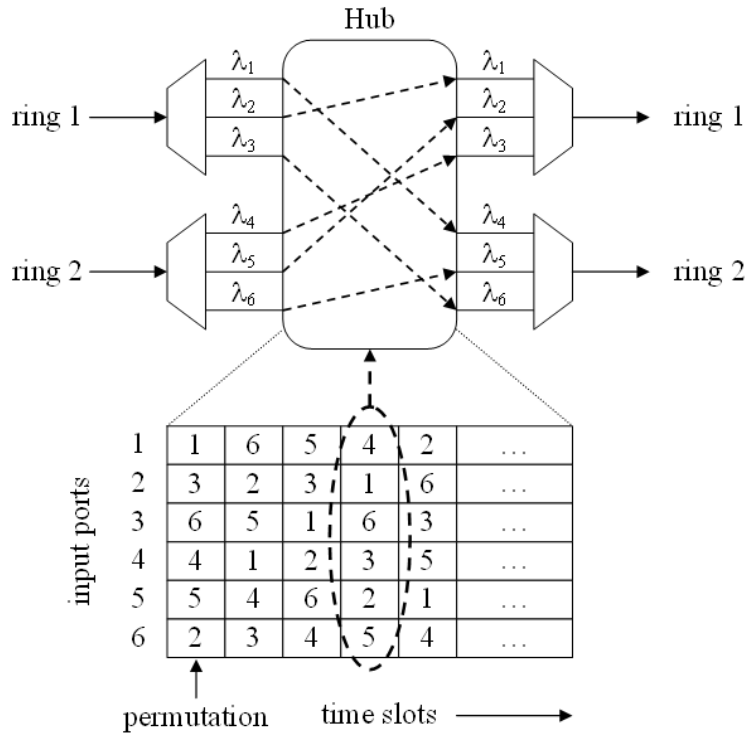 Hub
λ1 λ1
ring 1 λ2 λ2 ring 1
λ3 λ3
λ4 λ4
ring 2 λ5 λ5 ring 2
λ6 λ6
input ports
1 1 6 5 4 2 ...
2 3 2 3 1 6 ...
3 6 5 1 6 3 ...
4 4 1 2 3 5 ...
5 5 4 6 2 1 ...
6 2 3 4 5 4 ...
permutation time slots